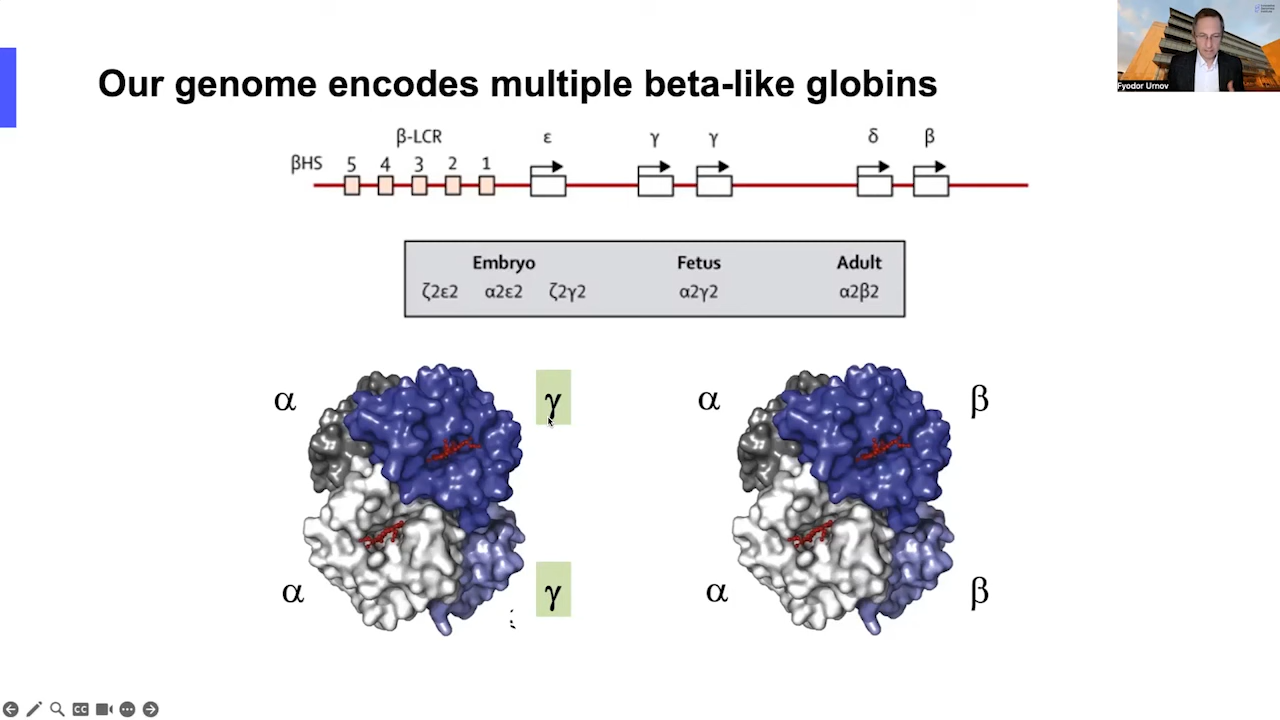 Our genome encodes multiple beta-like globins
β-LCR ε γ γ δ β
βHS 5 4 3 2 1
Embryo Fetus Adult
ζ2ε2 α2ε2 ζ2γ2 α2γ2 α2β2
α γ α β
α γ α β
Fyodor Urnov
CC